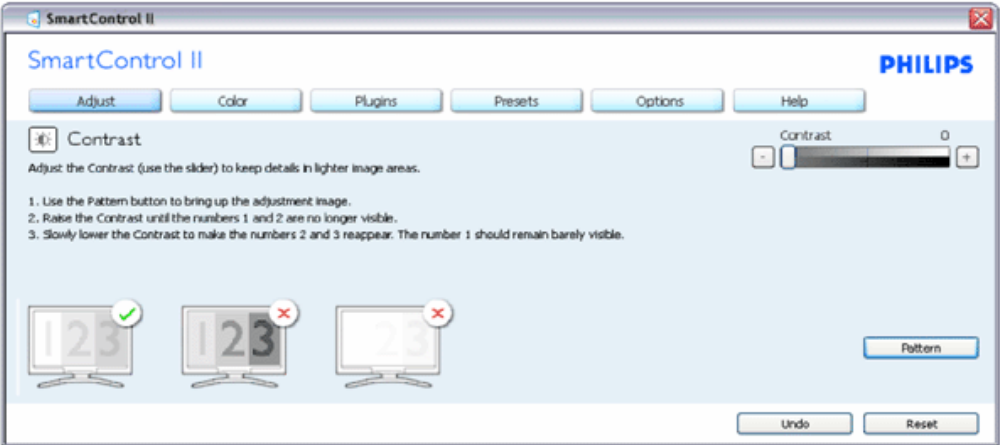 SmartControl II
SmartControl II
PHILIPS
Adjust Color Plugins Presets Options Help
Contrast
Contrast 0
- +
Adjust the Contrast (use the slider) to keep details in lighter image areas.
1. Use the Pattern button to bring up the adjustment image.
2. Raise the Contrast until the numbers 1 and 2 are no longer visible.
3. Slowly lower the Contrast to make the numbers 2 and 3 reappear. The number 1 should remain barely visible.
123 123 23
Pattern
Undo Reset